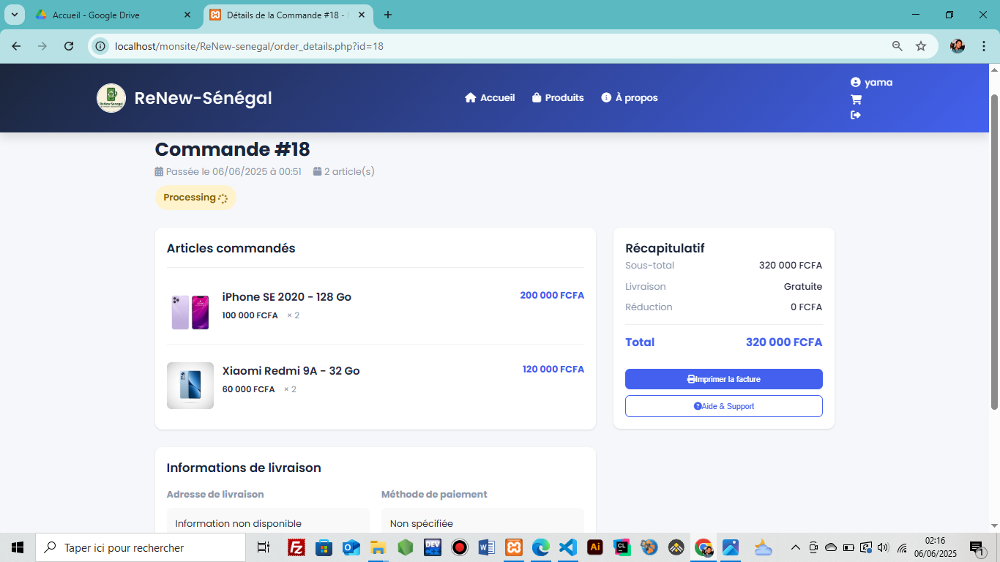 Accueil - Google Drive
Détails de la Commande #18 -
localhost/monsite/ReNew-senegal/order_details.php?id=18
ReNew-Sénégal
Accueil
Produits
À propos
yama
Commande #18
Passée le 06/06/2025 à 00:51
2 article(s)
Processing
Articles commandés
iPhone SE 2020 - 128 Go
200 000 FCFA
100 000 FCFA × 2
Xiaomi Redmi 9A - 32 Go
120 000 FCFA
60 000 FCFA × 2
Récapitulatif
Sous-total 320 000 FCFA
Livraison Gratuite
Réduction 0 FCFA
Total 320 000 FCFA
Imprimer la facture
Aide & Support
Informations de livraison
Adresse de livraison
Information non disponible
Méthode de paiement
Non spécifiée
Taper ici pour rechercher
DEV
Ai
CL
02:16
06/06/2025
1